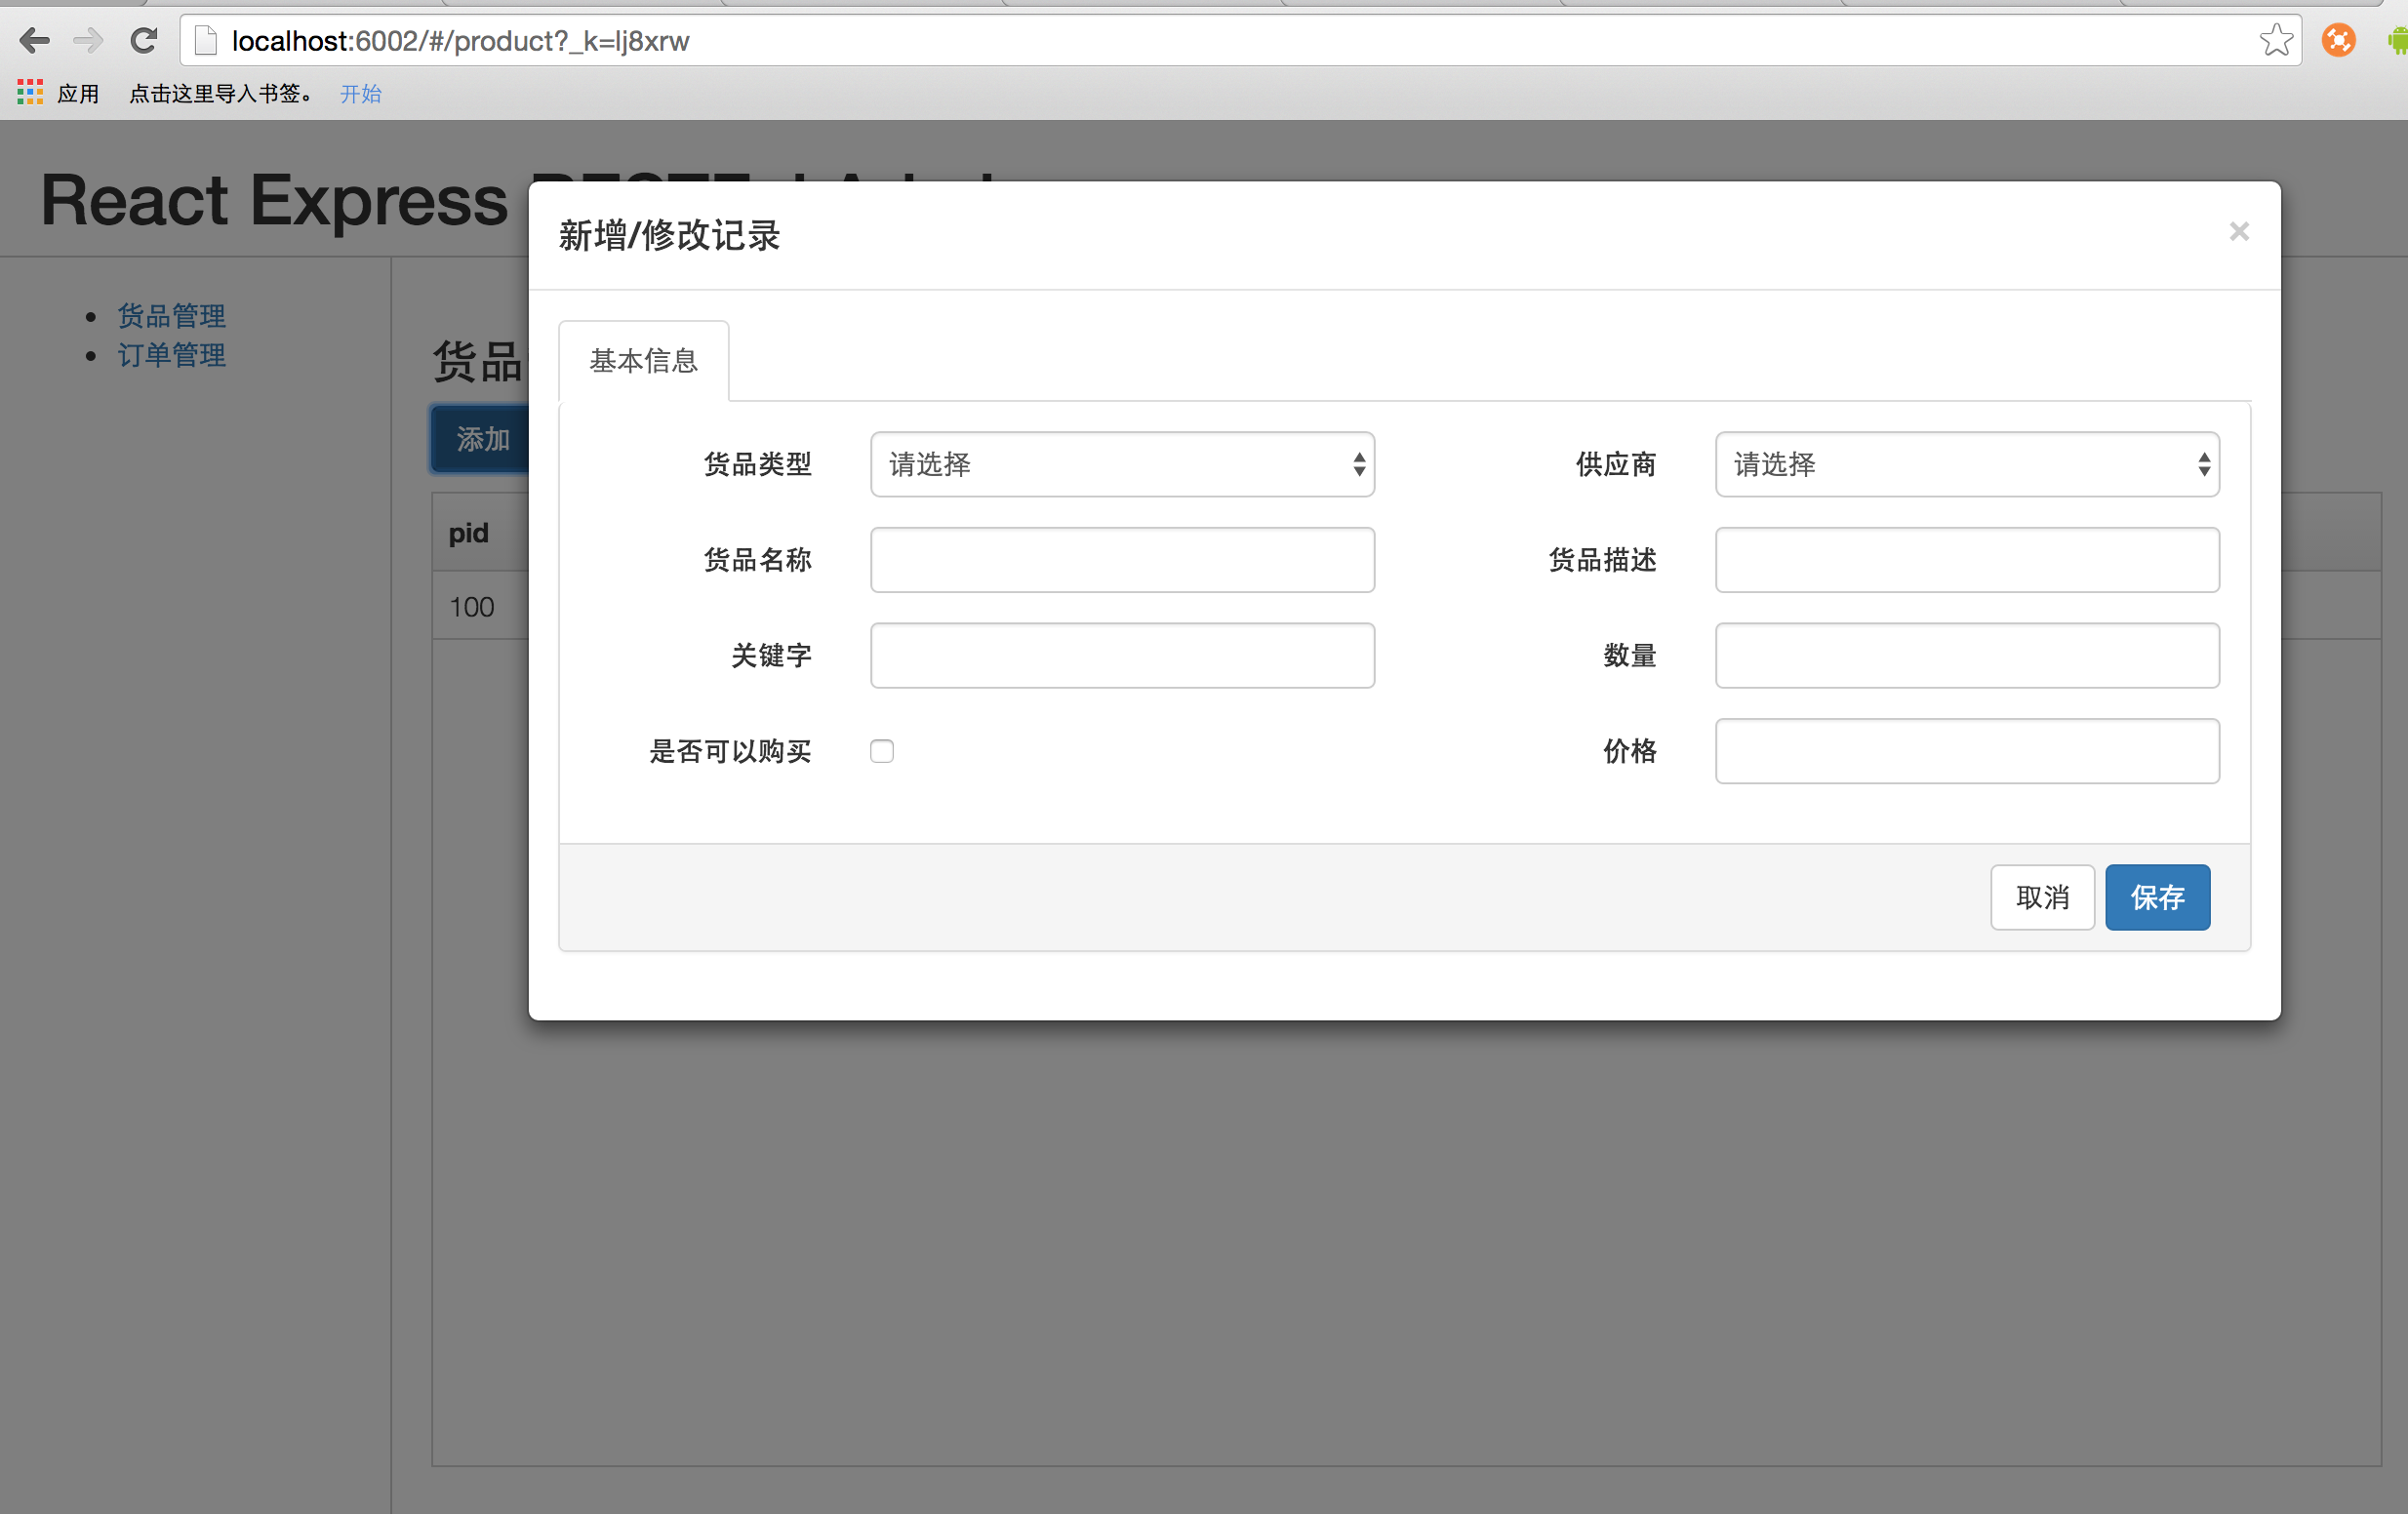 localhost:6002/#/product?_k=lj8xrw
应用 点击这里导入书签。 开始
React Express
新增/修改记录 ×
货品管理
订单管理
货品
添加
pid
100
基本信息
货品类型 请选择 供应商 请选择
货品名称 货品描述
关键字 数量
是否可以购买 价格
取消 保存